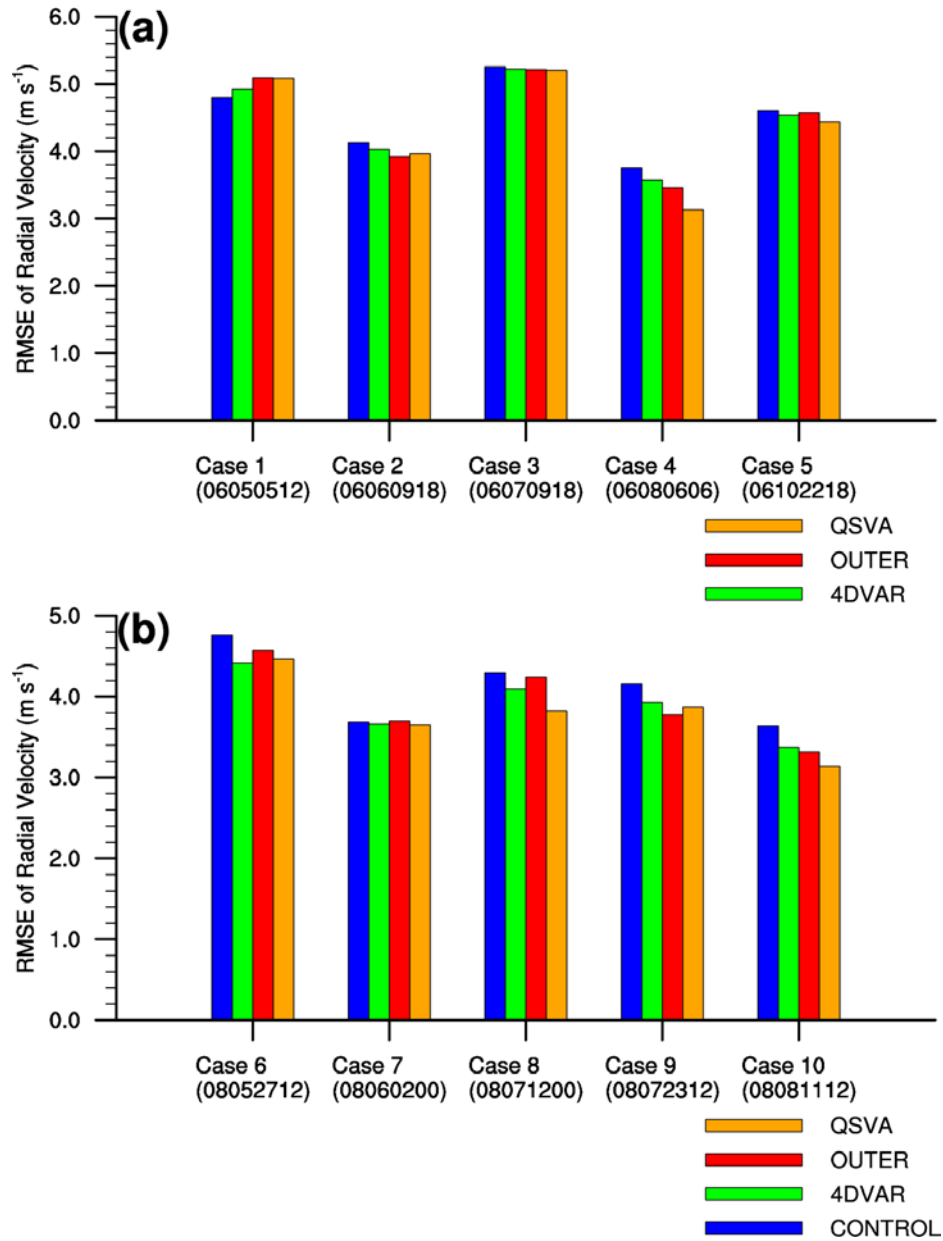 (a)
RMSE of Radial Velocity (m s⁻¹)
6.0
5.0
4.0
3.0
2.0
1.0
0.0
Case 1 Case 2 Case 3 Case 4 Case 5
(06050512) (06060918) (06070918) (06080606) (06102218)
QSVA
OUTER
4DVAR
(b)
RMSE of Radial Velocity (m s⁻¹)
5.0
4.0
3.0
2.0
1.0
0.0
Case 6 Case 7 Case 8 Case 9 Case 10
(08052712) (08060200) (08071200) (08072312) (08081112)
QSVA
OUTER
4DVAR
CONTROL